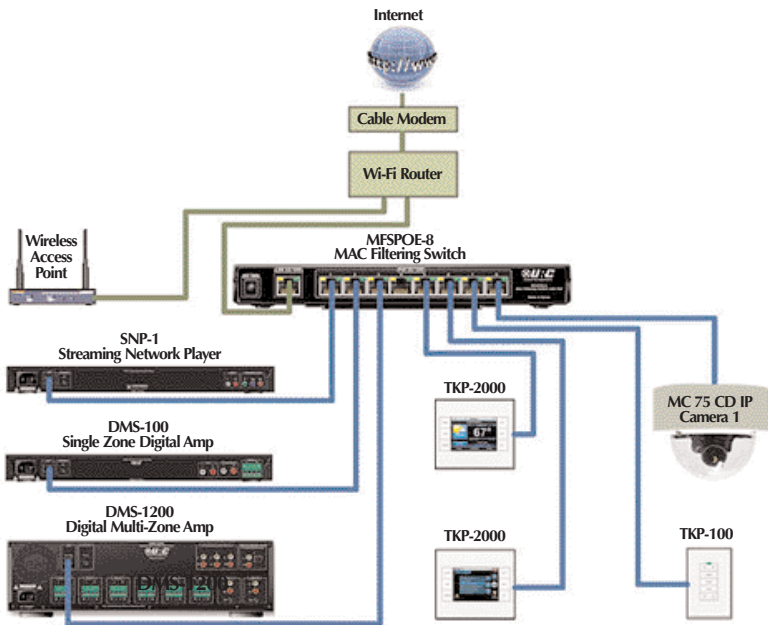 Internet
http://w
Cable Modem
Wi-Fi Router
Wireless
Access
Point
MFSPOE-8
MAC Filtering Switch
URC
SNP-1
Streaming Network Player
DMS-100
Single Zone Digital Amp
DMS-1200
Digital Multi-Zone Amp
URC
DMS-1200
TKP-2000
67°
MC 75 CD IP
Camera 1
TKP-2000
TKP-100